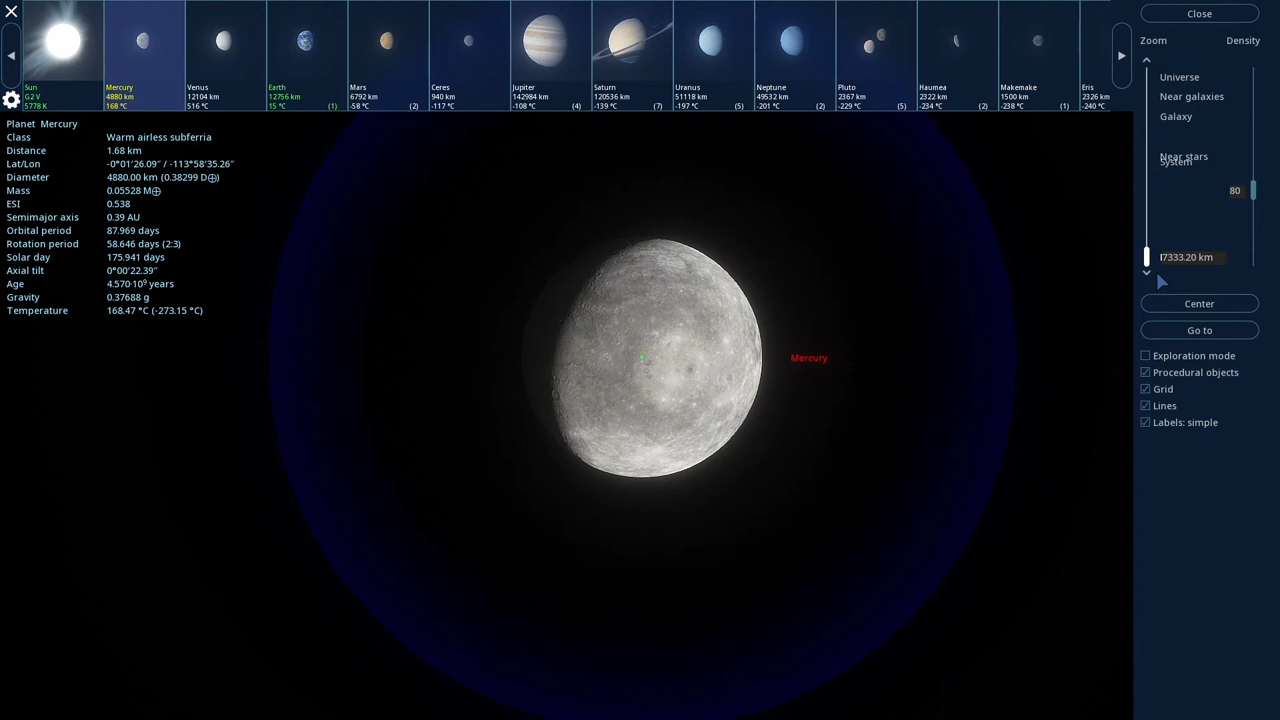 Sun
G2 V
5778 K
Mercury
4880 km
168 °C
Venus
12104 km
516 °C
Earth
12756 km
15 °C (1)
Mars
6792 km
-58 °C (2)
Ceres
940 km
-117 °C
Jupiter
142984 km
-108 °C (4)
Saturn
120536 km
-139 °C (7)
Uranus
51118 km
-197 °C (5)
Neptune
49532 km
-201 °C (2)
Pluto
2367 km
-229 °C (5)
Haumea
2322 km
-234 °C (2)
Makemake
1500 km
-238 °C (1)
Eris
2326 km
-240 °C
Planet Mercury
Class Warm airless subferria
Distance 1.68 km
Lat/Lon -0°01′26.09″ / -113°58′35.26″
Diameter 4880.00 km (0.38299 D⊕)
Mass 0.05528 M⊕
ESI 0.538
Semimajor axis 0.39 AU
Orbital period 87.969 days
Rotation period 58.646 days (2:3)
Solar day 175.941 days
Axial tilt 0°00′22.39″
Age 4.570·10⁹ years
Gravity 0.37688 g
Temperature 168.47 °C (-273.15 °C)
Mercury
Close
Zoom Density
Universe
Near galaxies
Galaxy
Near stars
System
80
7333.20 km
Center
Go to
Exploration mode
Procedural objects
Grid
Lines
Labels: simple